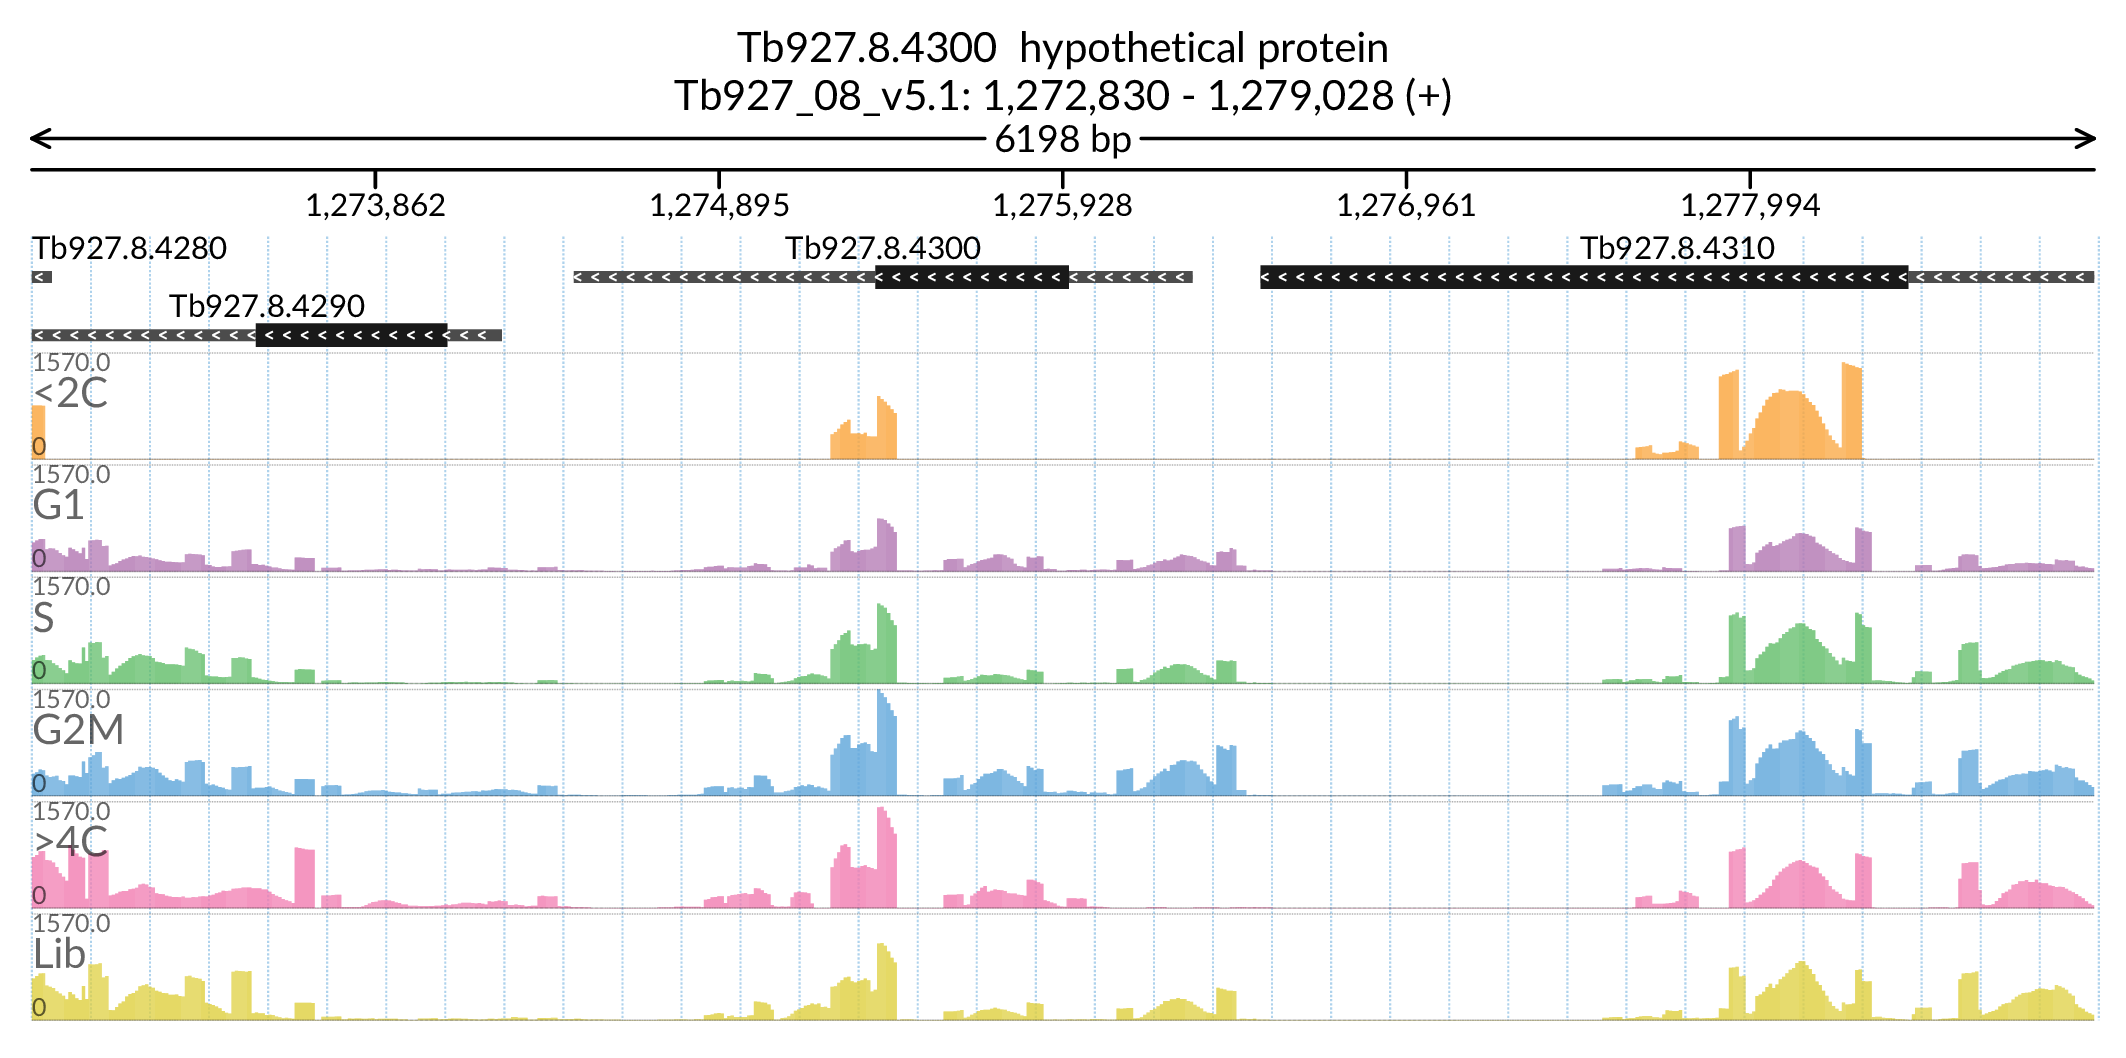 Tb927.8.4300  hypothetical protein
Tb927_08_v5.1: 1,272,830 - 1,279,028 (+)
6198 bp
1,273,862 1,274,895 1,275,928 1,276,961 1,277,994
Tb927.8.4280 Tb927.8.4300 Tb927.8.4310
Tb927.8.4290
1570.0
<2C
0
1570.0
G1
0
1570.0
S
0
1570.0
G2M
0
1570.0
>4C
0
1570.0
Lib
0